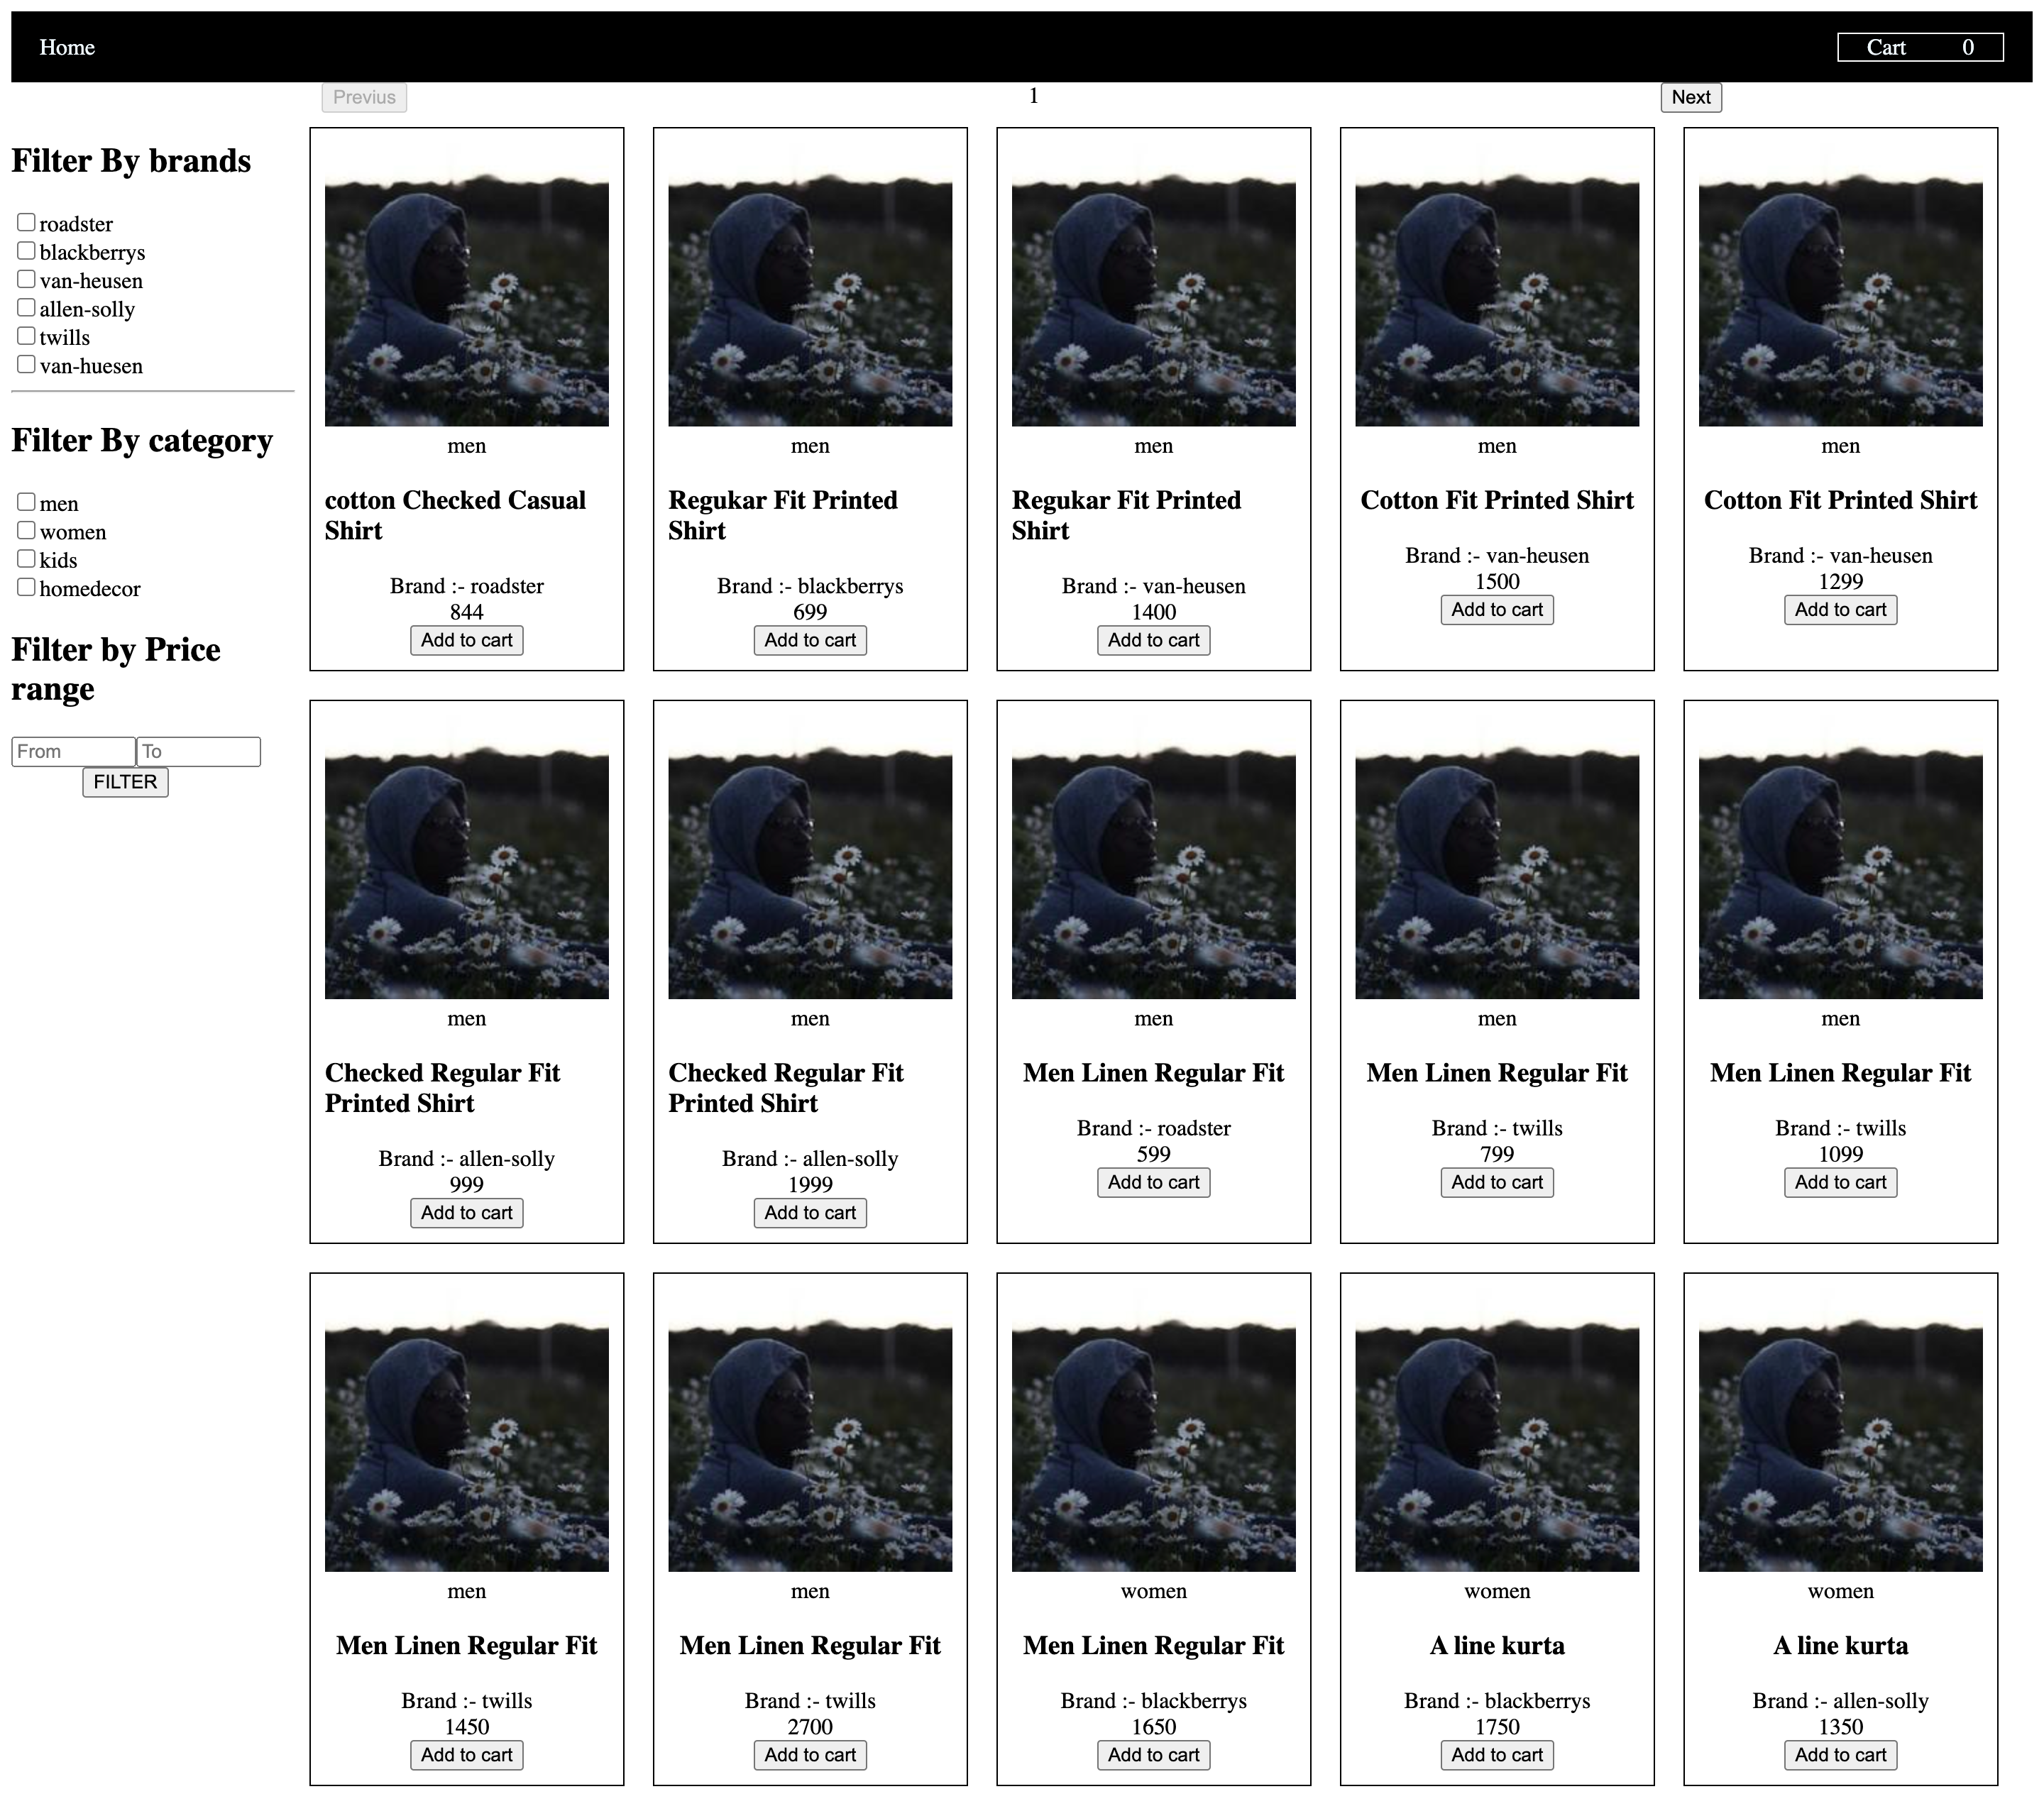 Home
Cart 0
Previus 1 Next
Filter By brands
roadster
blackberrys
van-heusen
allen-solly
twills
van-huesen
Filter By category
men
women
kids
homedecor
Filter by Price
range
From To
FILTER
men
cotton Checked Casual
Shirt
Brand :- roadster
844
Add to cart
men
Regukar Fit Printed
Shirt
Brand :- blackberrys
699
Add to cart
men
Regukar Fit Printed
Shirt
Brand :- van-heusen
1400
Add to cart
men
Cotton Fit Printed Shirt
Brand :- van-heusen
1500
Add to cart
men
Cotton Fit Printed Shirt
Brand :- van-heusen
1299
Add to cart
men
Checked Regular Fit
Printed Shirt
Brand :- allen-solly
999
Add to cart
men
Checked Regular Fit
Printed Shirt
Brand :- allen-solly
1999
Add to cart
men
Men Linen Regular Fit
Brand :- roadster
599
Add to cart
men
Men Linen Regular Fit
Brand :- twills
799
Add to cart
men
Men Linen Regular Fit
Brand :- twills
1099
Add to cart
men
Men Linen Regular Fit
Brand :- twills
1450
Add to cart
men
Men Linen Regular Fit
Brand :- twills
2700
Add to cart
women
Men Linen Regular Fit
Brand :- blackberrys
1650
Add to cart
women
A line kurta
Brand :- blackberrys
1750
Add to cart
women
A line kurta
Brand :- allen-solly
1350
Add to cart